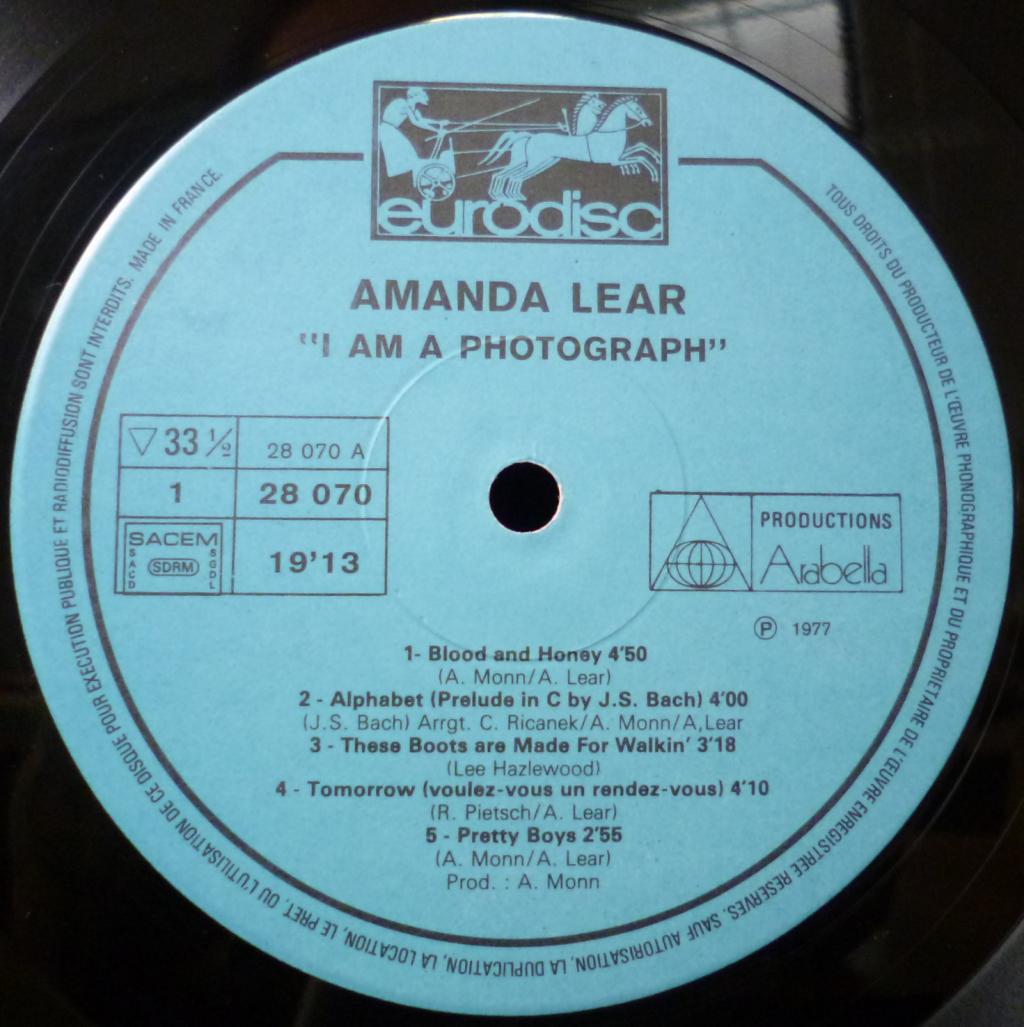 eurodisc
AMANDA LEAR
"I AM A PHOTOGRAPH"
▽ 33 ½
28 070 A
1
28 070
SACEM
SACD
SDRM
SGDL
19'13
PRODUCTIONS
Arabella
Ⓟ 1977
1- Blood and Honey 4'50
(A. Monn/A. Lear)
2 - Alphabet (Prelude in C by J.S. Bach) 4'00
(J.S. Bach) Arrgt. C. Ricanek/A. Monn/A,Lear
3 - These Boots are Made For Walkin' 3'18
(Lee Hazlewood)
4 - Tomorrow (voulez-vous un rendez-vous) 4'10
(R. Pietsch/A. Lear)
5 - Pretty Boys 2'55
(A. Monn/A. Lear)
Prod. : A. Monn
TOUS DROITS DU PRODUCTEUR DE L'ŒUVRE PHONOGRAPHIQUE ET DU PROPRIETAIRE DE L'ŒUVRE ENREGISTREE RESERVES. SAUF AUTORISATION, LA DUPLICATION, LA LOCATION, LE PRET, OU L'UTILISATION DE CE DISQUE POUR EXECUTION PUBLIQUE ET RADIODIFFUSION SONT INTERDITS. MADE IN FRANCE.